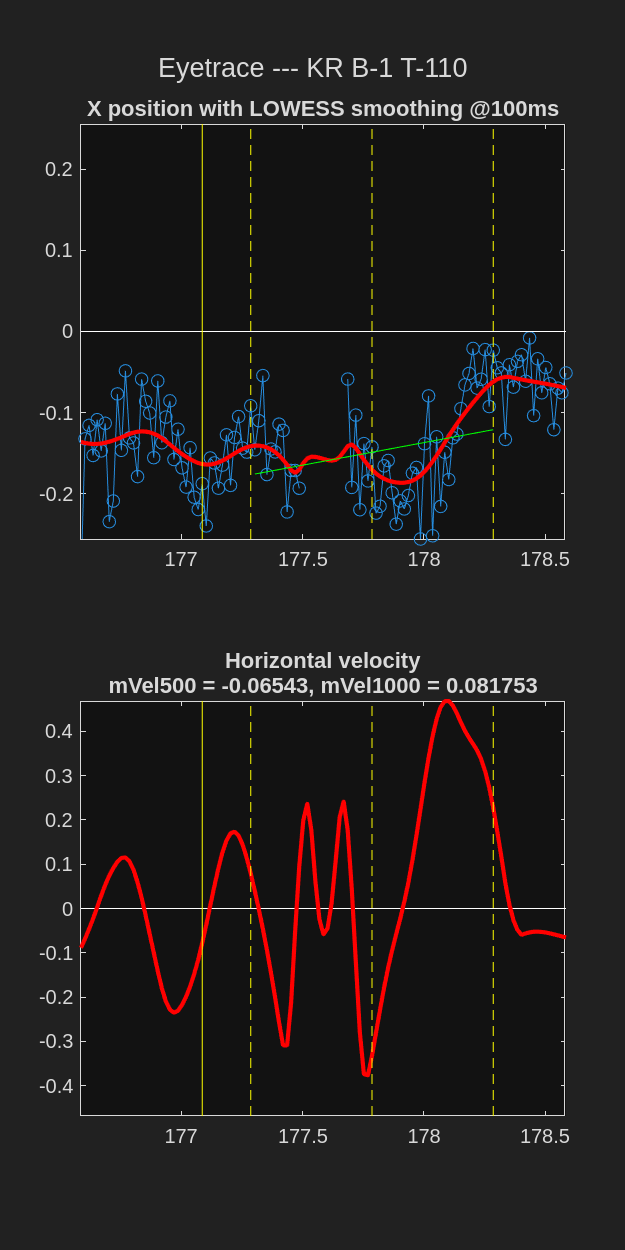 Eyetrace --- KR B-1 T-110
X position with LOWESS smoothing @100ms
0.2
0.1
0
-0.1
-0.2
177 177.5 178 178.5
Horizontal velocity
mVel500 = -0.06543, mVel1000 = 0.081753
0.4
0.3
0.2
0.1
0
-0.1
-0.2
-0.3
-0.4
177 177.5 178 178.5